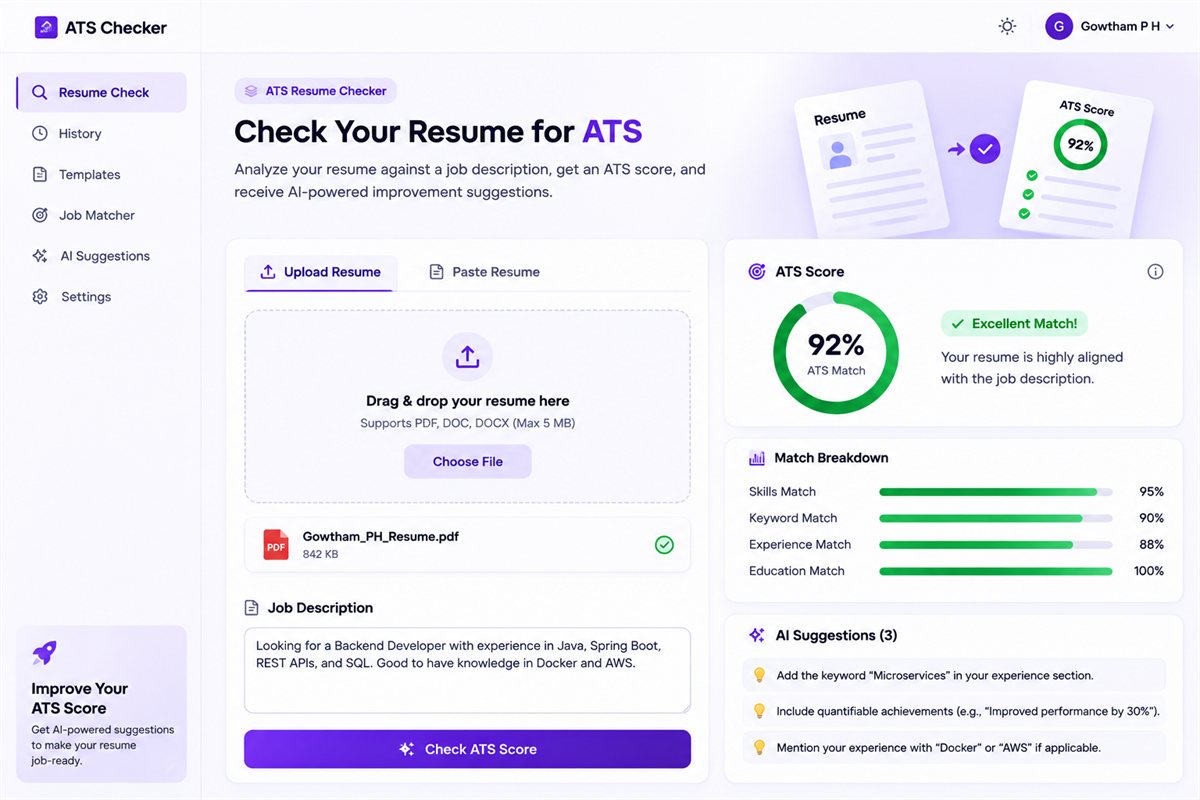 ATS Checker
Gowtham P H
G
Resume Check
History
Templates
Job Matcher
AI Suggestions
Settings
Improve Your
ATS Score
Get AI-powered suggestions
to make your resume
job-ready.
ATS Resume Checker
Check Your Resume for ATS
Analyze your resume against a job description, get an ATS score, and
receive AI-powered improvement suggestions.
Resume
ATS Score
92%
Upload Resume
Paste Resume
Drag & drop your resume here
Supports PDF, DOC, DOCX (Max 5 MB)
Choose File
PDF
Gowtham_PH_Resume.pdf
842 KB
Job Description
Looking for a Backend Developer with experience in Java, Spring Boot,
REST APIs, and SQL. Good to have knowledge in Docker and AWS.
Check ATS Score
ATS Score
92%
ATS Match
Excellent Match!
Your resume is highly aligned
with the job description.
Match Breakdown
Skills Match 95%
Keyword Match 90%
Experience Match 88%
Education Match 100%
AI Suggestions (3)
Add the keyword “Microservices” in your experience section.
Include quantifiable achievements (e.g., “Improved performance by 30%”).
Mention your experience with “Docker” or “AWS” if applicable.